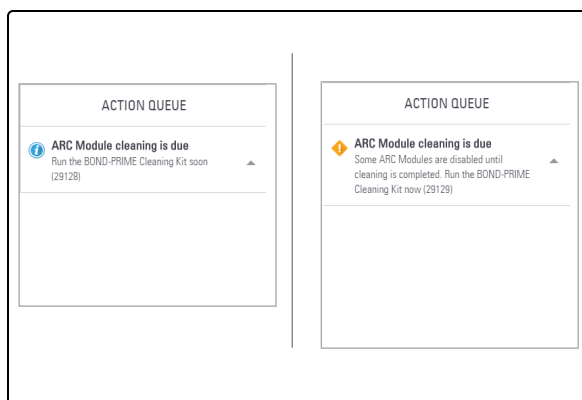 ACTION QUEUE
ARC Module cleaning is due
Run the BOND-PRIME Cleaning Kit soon
(29128)
ACTION QUEUE
ARC Module cleaning is due
Some ARC Modules are disabled until
cleaning is completed. Run the BOND-PRIME
Cleaning Kit now (29129)